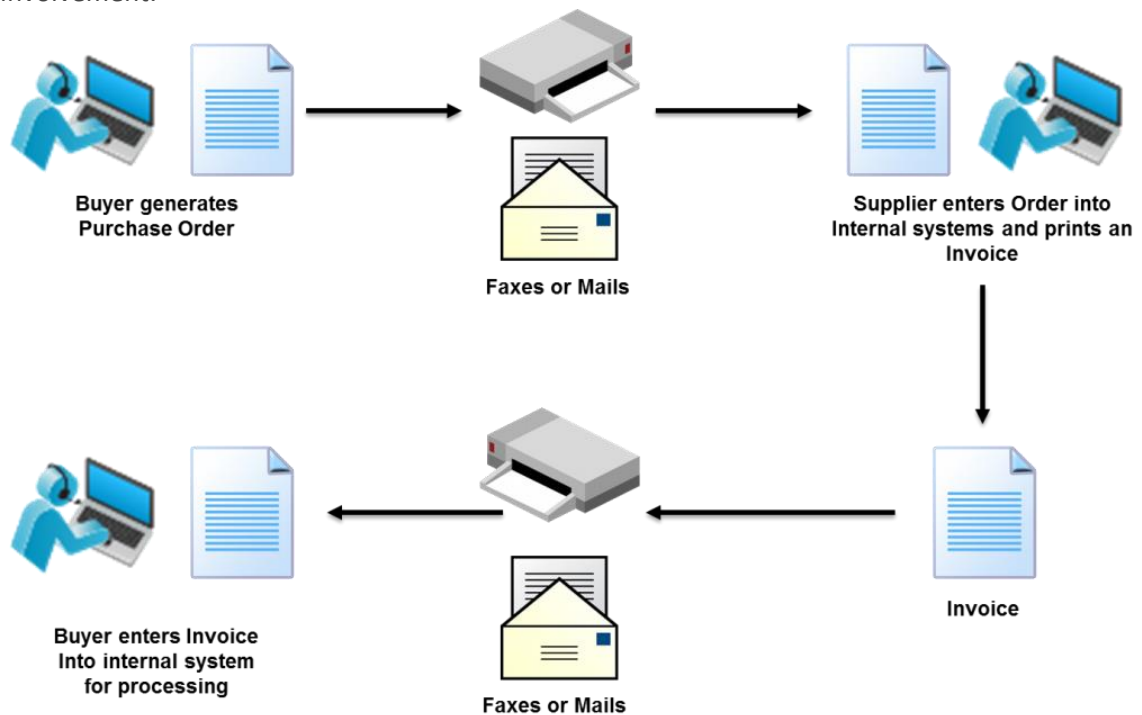 involvement.
Buyer generates
Purchase Order
Faxes or Mails
Supplier enters Order into
Internal systems and prints an
Invoice
Buyer enters Invoice
Into internal system
for processing
Faxes or Mails
Invoice